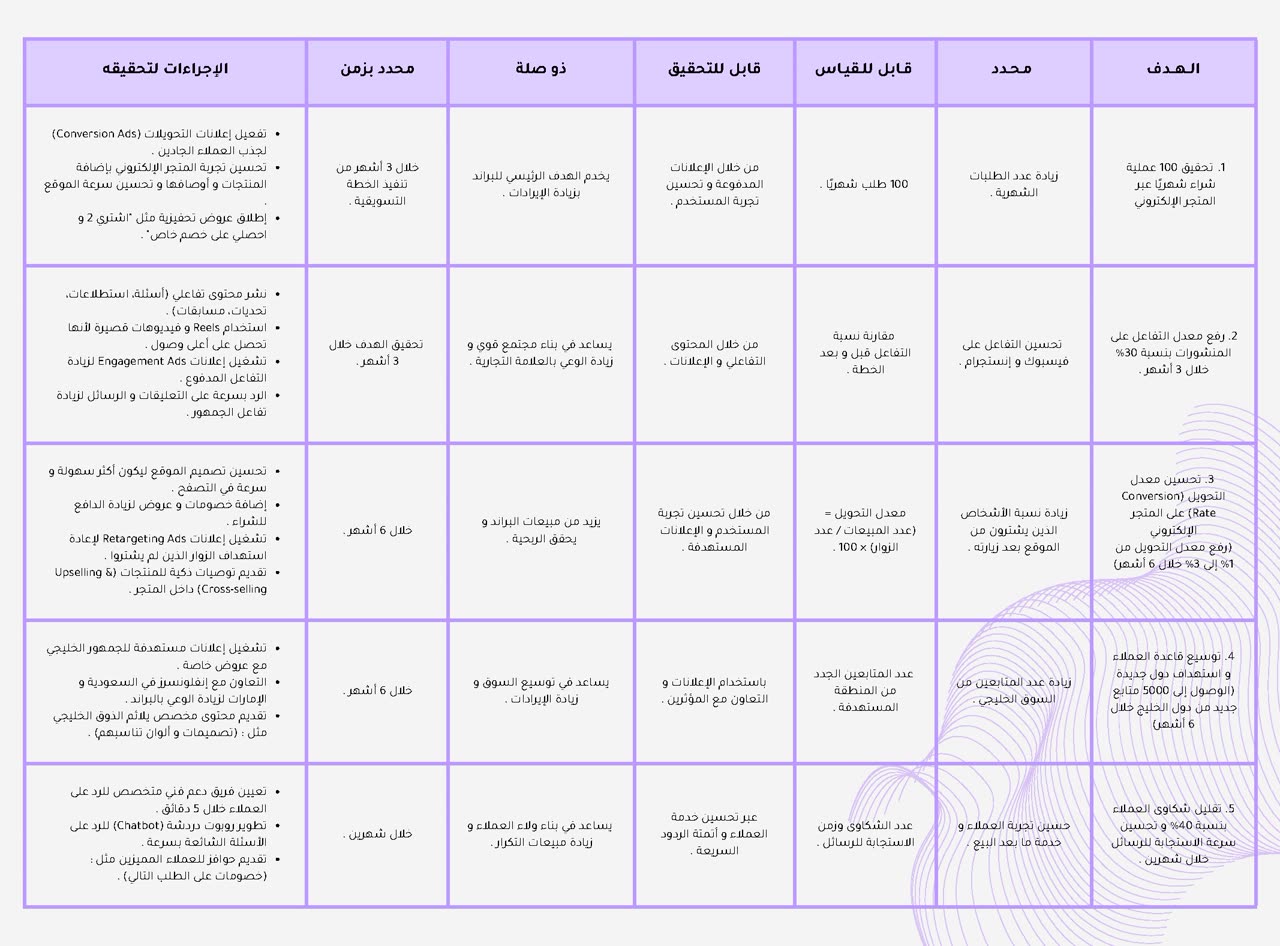 الهدف
محدد
قابل للقياس
قابل للتحقيق
ذو صلة
محدد بزمن
الإجراءات لتحقيقه
1. تحقيق 100 عملية
شراء شهريًا عبر
المتجر الإلكتروني
زيادة عدد الطلبات
الشهرية .
100 طلب شهريًا .
من خلال الإعلانات
المدفوعة و تحسين
تجربة المستخدم .
يخدم الهدف الرئيسي للبراند
بزيادة الإيرادات .
خلال 3 أشهر من
تنفيذ الخطة
التسويقية .
• تفعيل إعلانات التحويلات (Conversion Ads)
لجذب العملاء الجادين .
• تحسين تجربة المتجر الإلكتروني بإضافة
المنتجات و أوصافها و تحسين سرعة الموقع
.
• إطلاق عروض تحفيزية مثل "اشتري 2 و
احصلي على خصم خاص" .
2. رفع معدل التفاعل على
المنشورات بنسبة 30%
خلال 3 أشهر .
تحسين التفاعل على
فيسبوك و إنستجرام .
مقارنة نسبة
التفاعل قبل و بعد
الخطة .
من خلال المحتوى
التفاعلي و الإعلانات .
يساعد في بناء مجتمع قوي و
زيادة الوعي بالعلامة التجارية .
تحقيق الهدف خلال
3 أشهر .
• نشر محتوى تفاعلي (أسئلة، استطلاعات،
تحديات، مسابقات) .
• استخدام Reels و فيديوهات قصيرة لأنها
تحصل على أعلى وصول .
• تشغيل إعلانات Engagement Ads لزيادة
التفاعل المدفوع .
• الرد بسرعة على التعليقات و الرسائل لزيادة
تفاعل الجمهور .
3. تحسين معدل
التحويل (Conversion
Rate) على المتجر
الإلكتروني
(رفع معدل التحويل من
1% إلى 3% خلال 6 أشهر)
زيادة نسبة الأشخاص
الذين يشترون من
الموقع بعد زيارته .
معدل التحويل =
(عدد المبيعات / عدد
الزوار) × 100 .
من خلال تحسين تجربة
المستخدم و الإعلانات
المستهدفة .
يزيد من مبيعات البراند و
يحقق الربحية .
خلال 6 أشهر .
• تحسين تصميم الموقع ليكون أكثر سهولة و
سرعة في التصفح .
• إضافة خصومات و عروض لزيادة الدافع
للشراء .
• تشغيل إعلانات Retargeting Ads لإعادة
استهداف الزوار الذين لم يشتروا .
• تقديم توصيات ذكية للمنتجات (Upselling &
Cross-selling) داخل المتجر .
4. توسيع قاعدة العملاء
و استهداف دول جديدة
(الوصول إلى 5000 متابع
جديد من دول الخليج خلال
6 أشهر)
زيادة عدد المتابعين من
السوق الخليجي .
عدد المتابعين الجدد
من المنطقة
المستهدفة .
باستخدام الإعلانات و
التعاون مع المؤثرين .
يساعد في توسيع السوق و
زيادة الإيرادات .
خلال 6 أشهر .
• تشغيل إعلانات مستهدفة للجمهور الخليجي
مع عروض خاصة .
• التعاون مع إنفلونسرز في السعودية و
الإمارات لزيادة الوعي بالبراند .
• تقديم محتوى مخصص يلائم الذوق الخليجي
مثل : (تصميمات و ألوان تناسبهم) .
5. تقليل شكاوى العملاء
بنسبة 40% و تحسين
سرعة الاستجابة للرسائل
خلال شهرين .
حسين تجربة العملاء و
خدمة ما بعد البيع .
عدد الشكاوى وزمن
الاستجابة للرسائل .
عبر تحسين خدمة
العملاء و أتمتة الردود
السريعة .
يساعد في بناء ولاء العملاء و
زيادة مبيعات التكرار .
خلال شهرين .
• تعيين فريق دعم فني متخصص للرد على
العملاء خلال 5 دقائق .
• تطوير روبوت دردشة (Chatbot) للرد على
الأسئلة الشائعة بسرعة .
• تقديم حوافز للعملاء المميزين مثل :
(خصومات على الطلب التالي) .